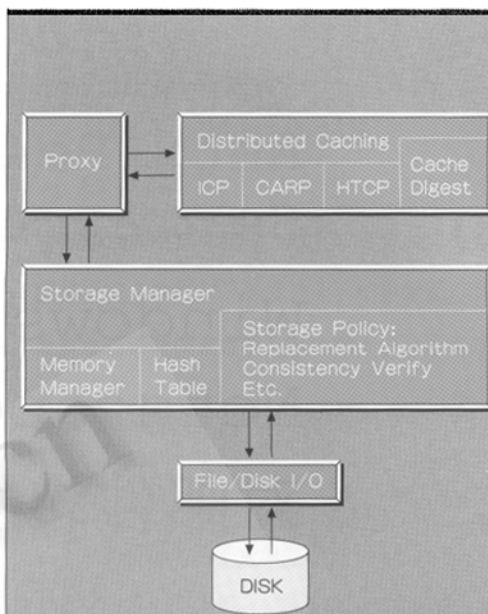 Proxy
Distributed Caching
ICP
CARP
HTCP
Cache
Digest
Storage Manager
Memory
Manager
Hash
Table
Storage Policy:
Replacement Algorithm
Consistency Verify
Etc.
File/Disk I/O
DISK